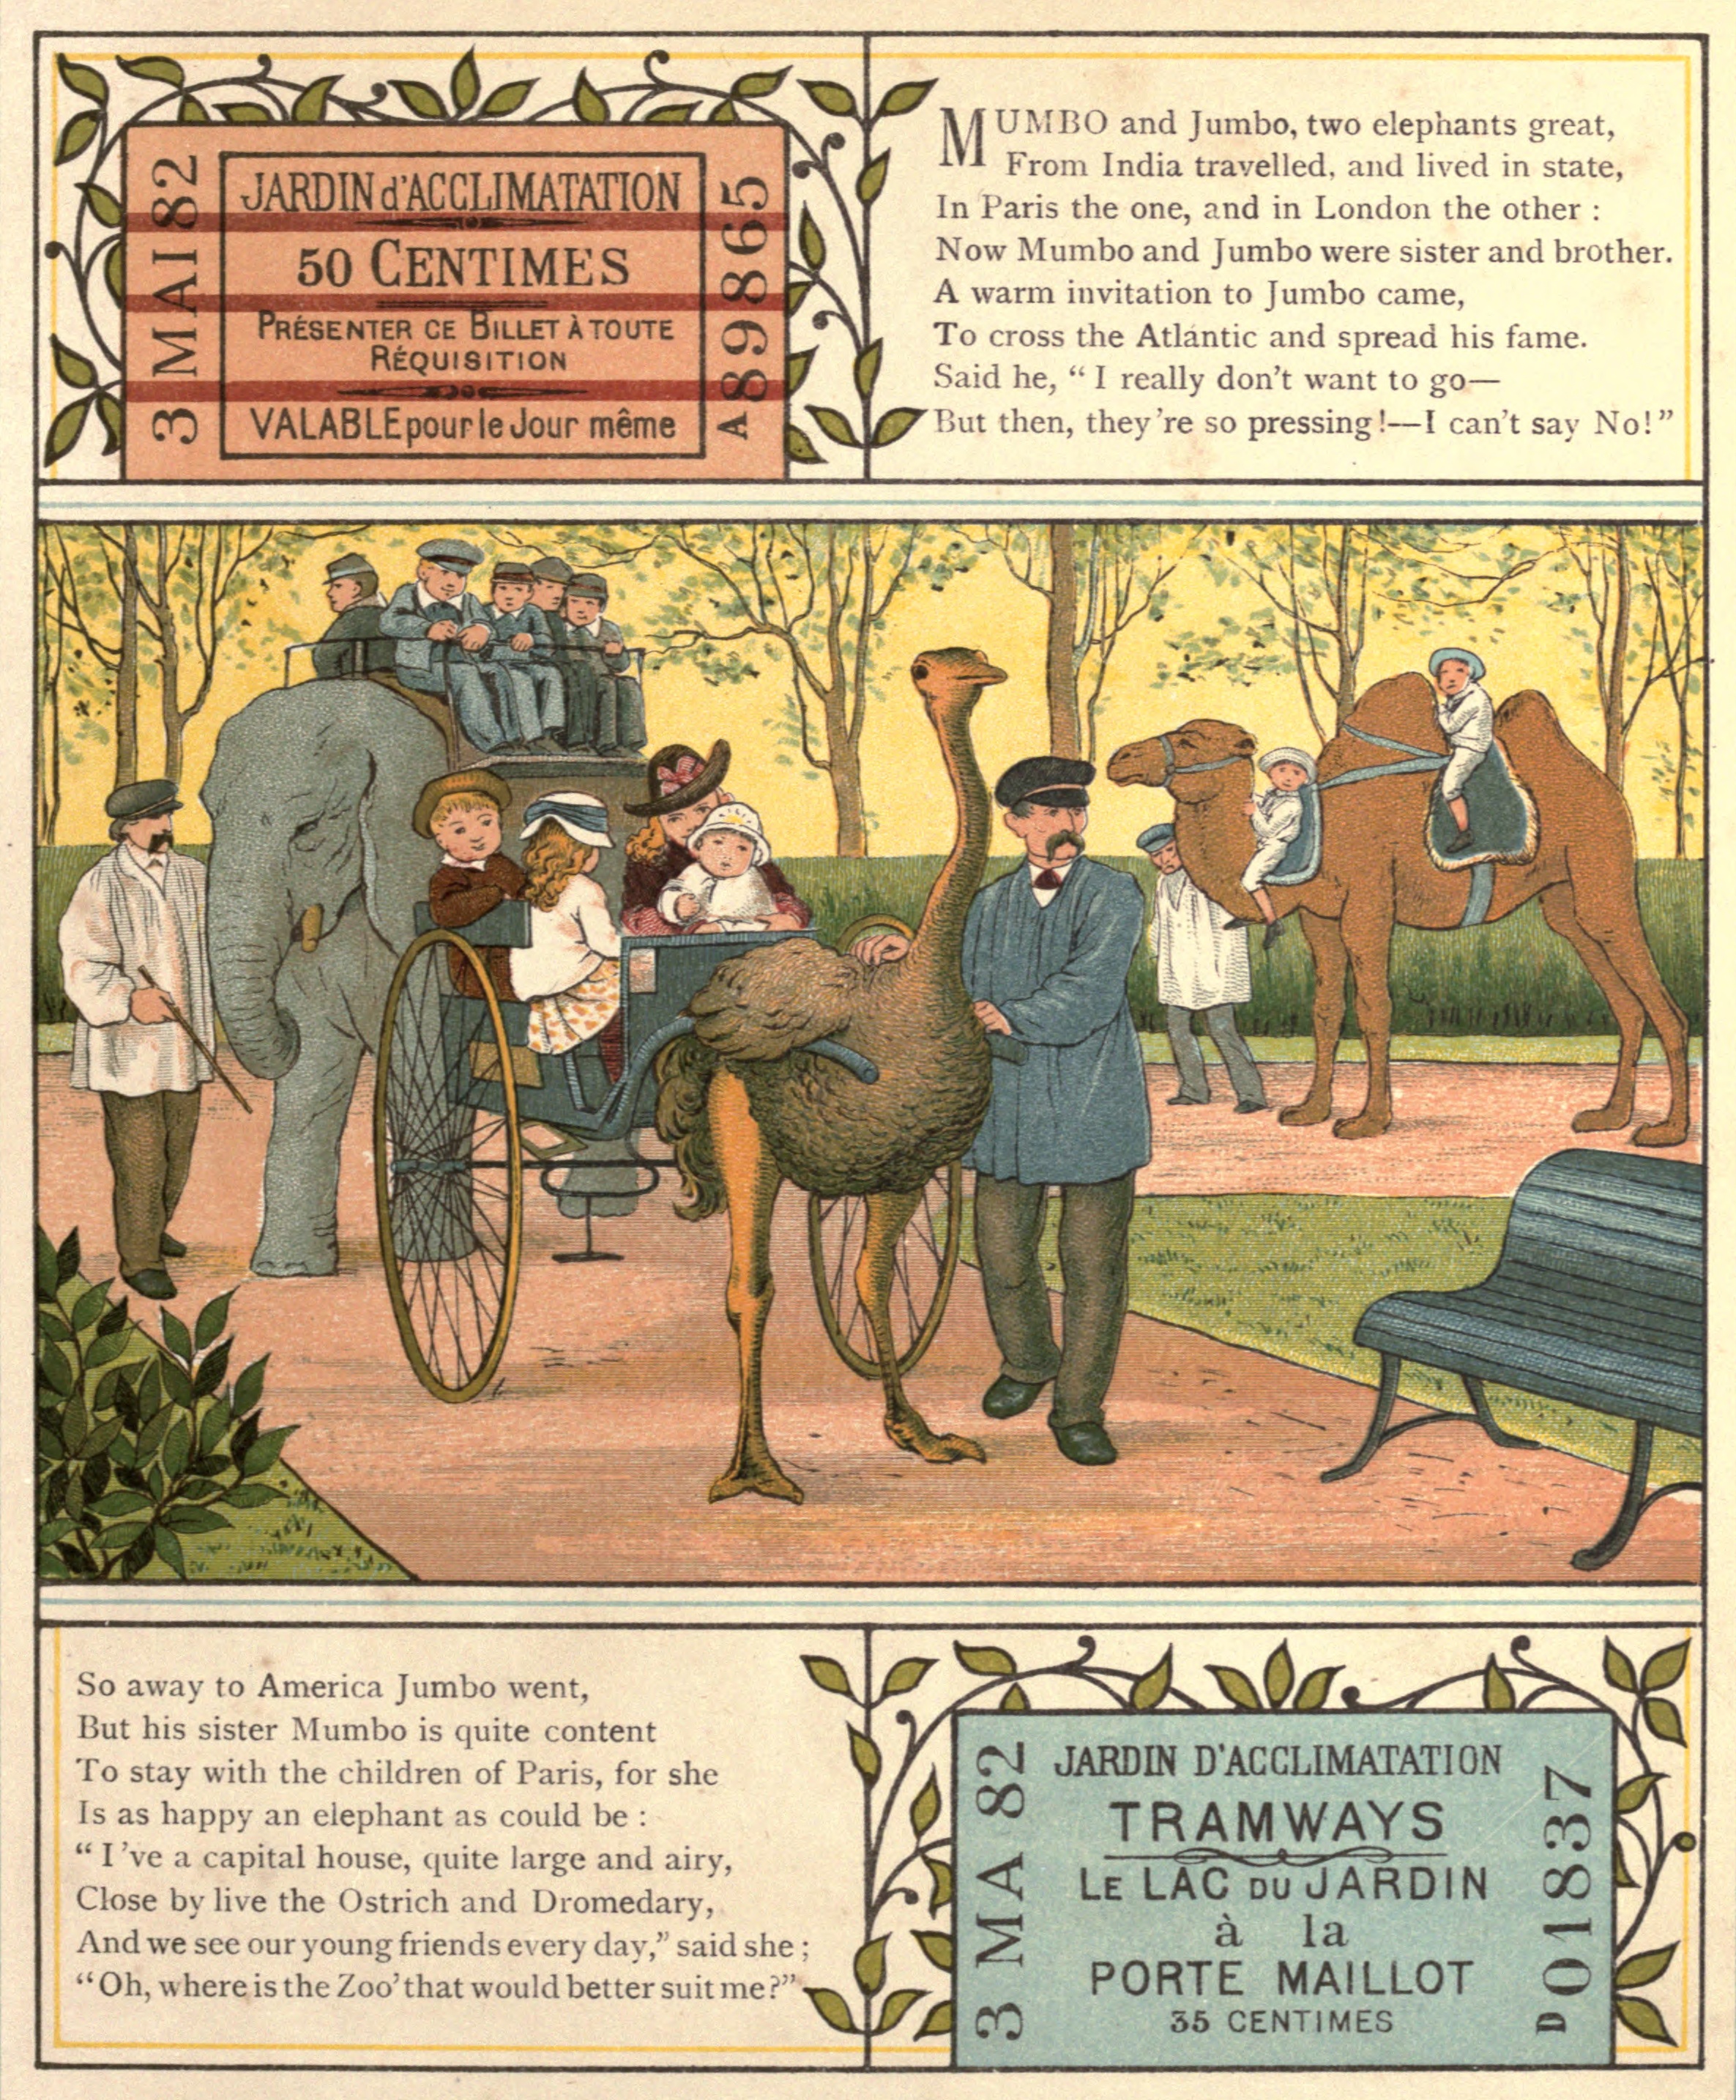 3 MAI 82
JARDIN d'ACCLIMATATION
50 CENTIMES
PRÉSENTER CE BILLET À TOUTE
RÉQUISITION
VALABLE pour le Jour même
A 89865
MUMBO and Jumbo, two elephants great,
From India travelled, and lived in state,
In Paris the one, and in London the other :
Now Mumbo and Jumbo were sister and brother.
A warm invitation to Jumbo came,
To cross the Atlantic and spread his fame.
Said he, “ I really don't want to go—
But then, they're so pressing!—I can't say No!”
So away to America Jumbo went,
But his sister Mumbo is quite content
To stay with the children of Paris, for she
Is as happy an elephant as could be :
“ I've a capital house, quite large and airy,
Close by live the Ostrich and Dromedary,
And we see our young friends every day,” said she ;
“Oh, where is the Zoo' that would better suit me?”
3 MA 82
JARDIN D'ACCLIMATATION
TRAMWAYS
LE LAC DU JARDIN
à la
PORTE MAILLOT
35 CENTIMES
D 01837